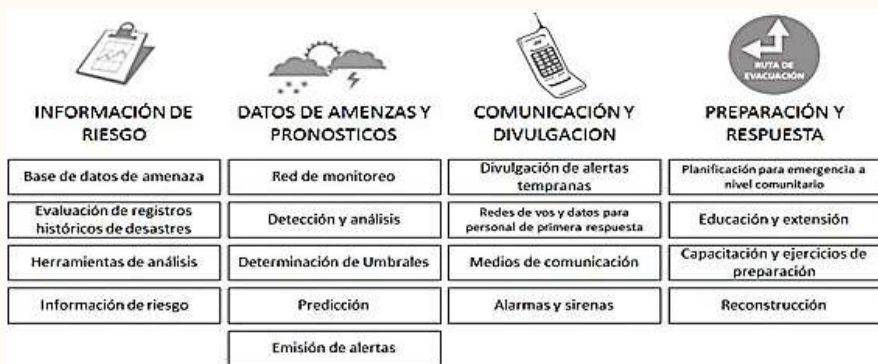 INFORMACIÓN DE
RIESGO
Base de datos de amenaza
Evaluación de registros
históricos de desastres
Herramientas de análisis
Información de riesgo
DATOS DE AMENZAS Y
PRONOSTICOS
Red de monitoreo
Detección y análisis
Determinación de Umbrales
Predicción
Emisión de alertas
COMUNICACIÓN Y
DIVULGACION
Divulgación de alertas
tempranas
Redes de vos y datos para
personal de primera respuesta
Medios de comunicación
Alarmas y sirenas
RUTA DE
EVACUACIÓN
PREPARACIÓN Y
RESPUESTA
Planificación para emergencia a
nivel comunitario
Educación y extensión
Capacitación y ejercicios de
preparación
Reconstrucción